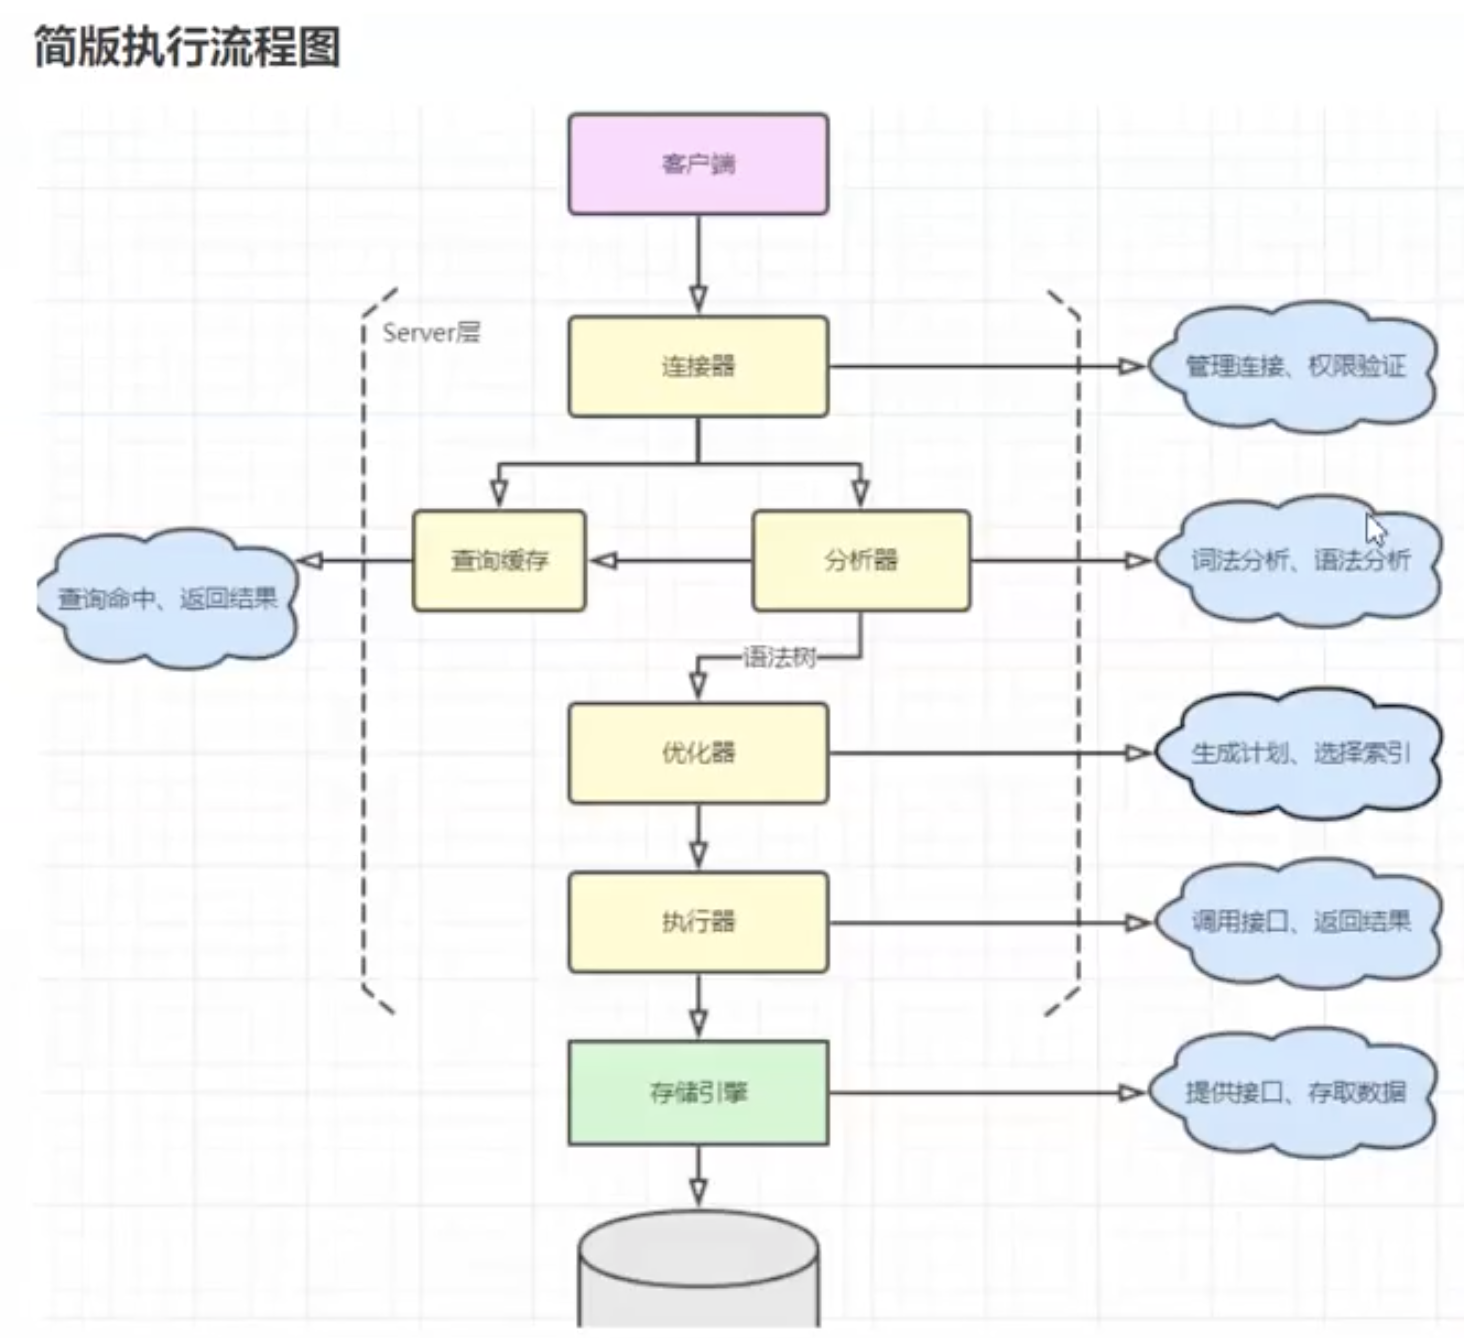 简版执行流程图
客户端
Server层
连接器
管理连接、权限验证
查询缓存
分析器
词法分析、语法分析
查询命中、返回结果
语法树
优化器
生成计划、选择索引
执行器
调用接口、返回结果
存储引擎
提供接口、存取数据